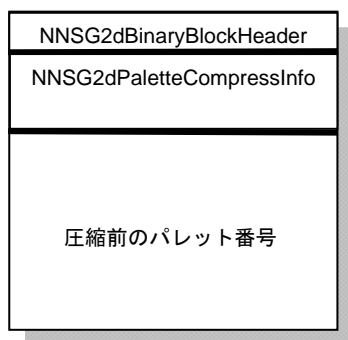 NNSG2dBinaryBlockHeader
NNSG2dPaletteCompressInfo
圧縮前のパレット番号